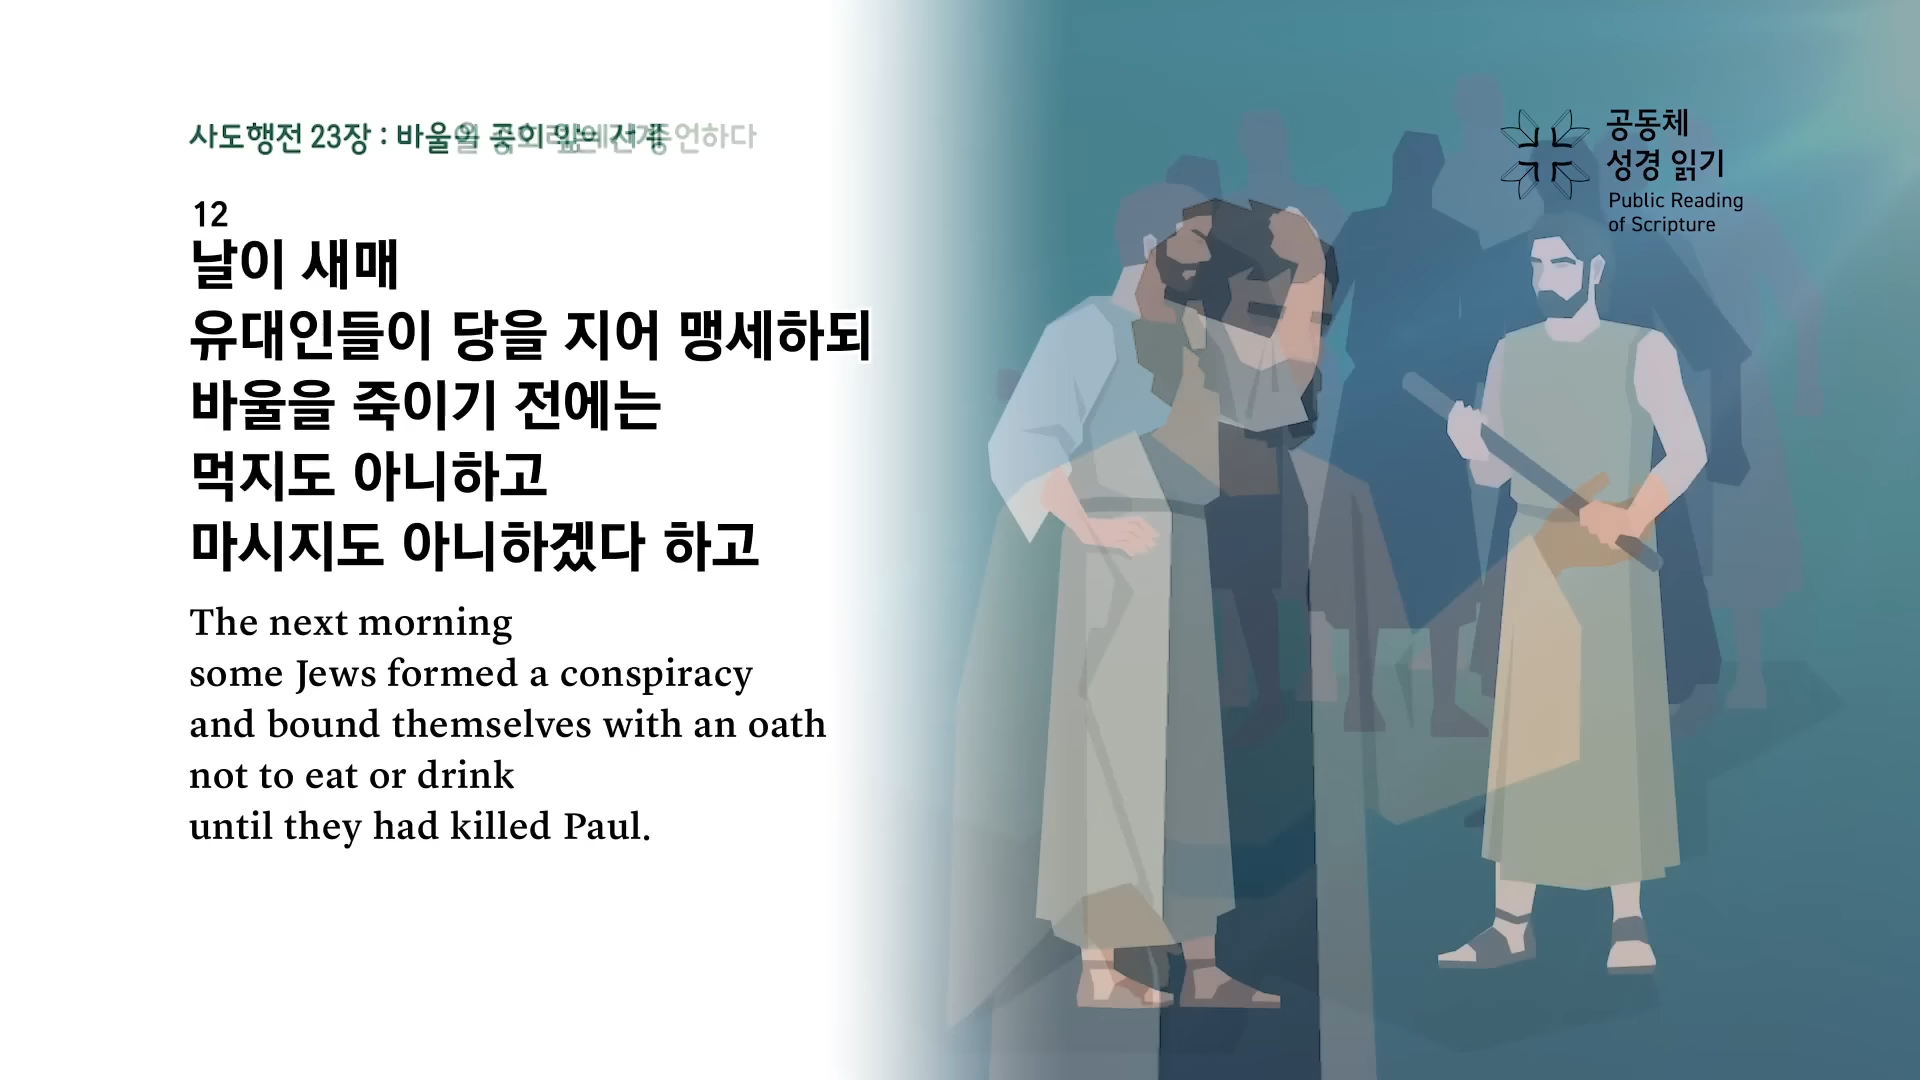 사도행전 23장 : 바울
12
날이 새매
유대인들이 당을 지어 맹세하되
바울을 죽이기 전에는
먹지도 아니하고
마시지도 아니하겠다 하고
The next morning
some Jews formed a conspiracy
and bound themselves with an oath
not to eat or drink
until they had killed Paul.
공동체
성경 읽기
Public Reading
of Scripture